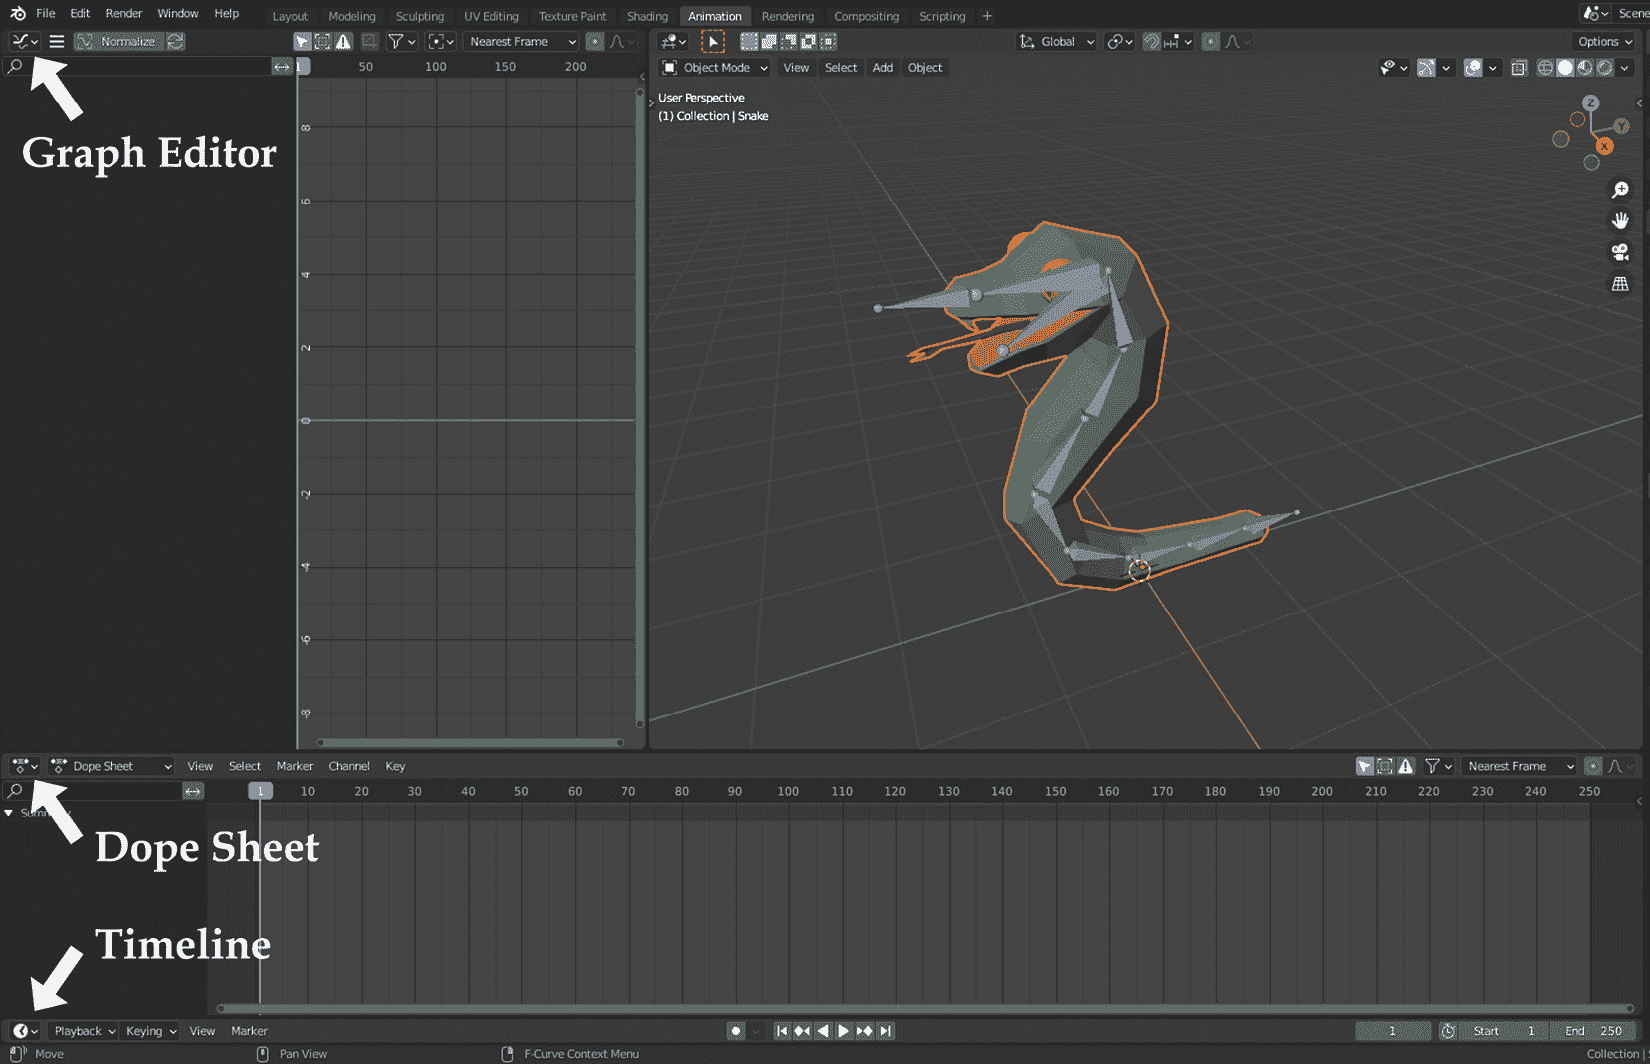 File Edit Render Window Help Layout Modeling Sculpting UV Editing Texture Paint Shading Animation Rendering Compositing Scripting + Scene
Normalize Nearest Frame Global Options
1 50 100 150 200
Object Mode View Select Add Object
User Perspective
(1) Collection | Snake
Z
Y
X
Graph Editor
8
6
4
2
0
-2
-4
-6
-8
Dope Sheet View Select Marker Channel Key Nearest Frame
1 10 20 30 40 50 60 70 80 90 100 110 120 130 140 150 160 170 180 190 200 210 220 230 240 250
Dope Sheet
Timeline
Playback Keying View Marker 1 Start 1 End 250
Move Pan View F-Curve Context Menu Collection |